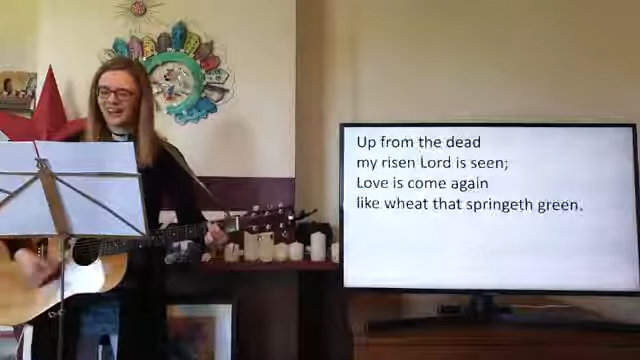 Up from the dead
my risen Lord is seen;
Love is come again
like wheat that springeth green.